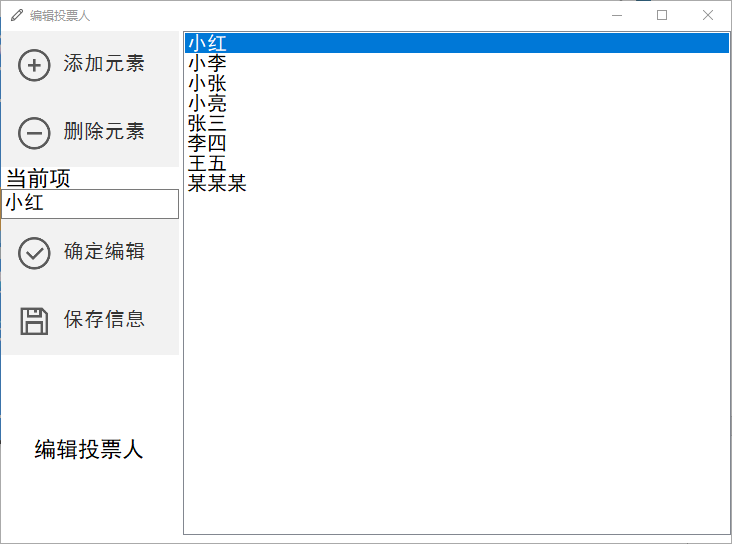 编辑投票人
添加元素
删除元素
当前项
小红
确定编辑
保存信息
编辑投票人
小红
小李
小张
小亮
张三
李四
王五
某某某